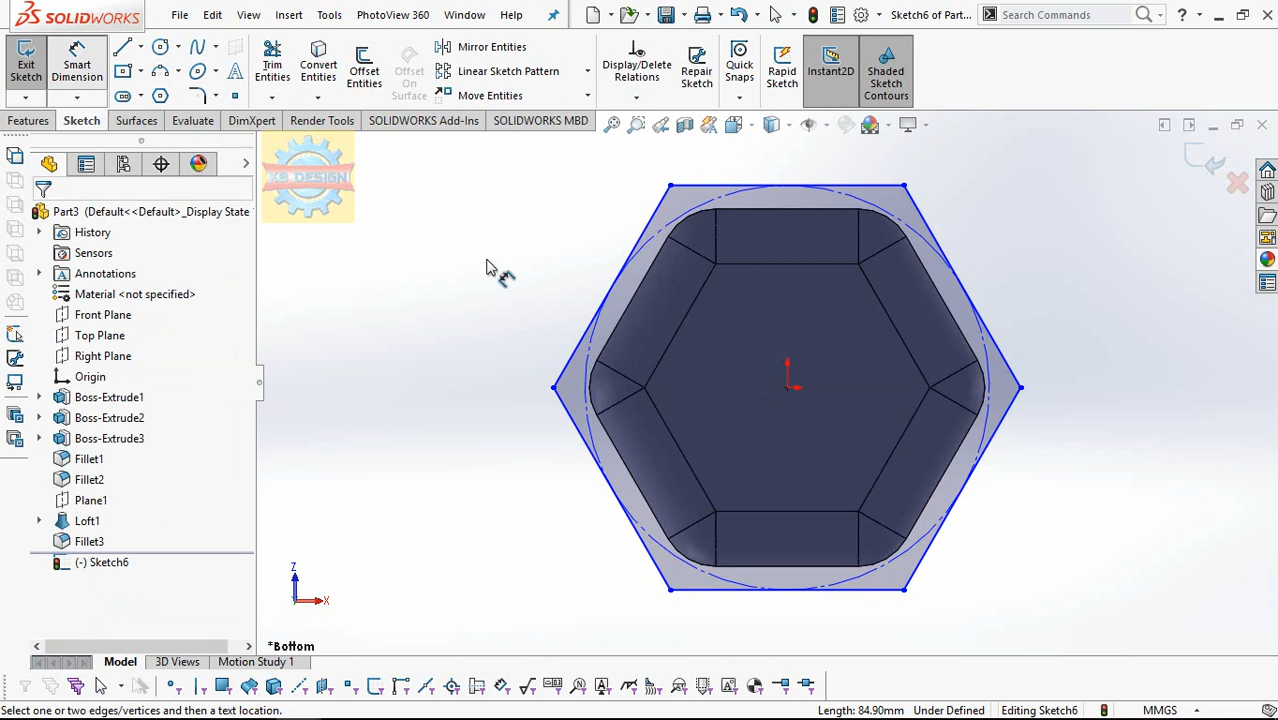 SOLIDWORKS
File
Edit
View
Insert
Tools
PhotoView 360
Window
Help
Sketch6 of Part...
Search Commands
Exit Sketch
Smart Dimension
Trim Entities
Convert Entities
Offset Entities
Offset On Surface
Mirror Entities
Linear Sketch Pattern
Move Entities
Display/Delete Relations
Repair Sketch
Quick Snaps
Rapid Sketch
Instant2D
Shaded Sketch Contours
Features
Sketch
Surfaces
Evaluate
DimXpert
Render Tools
SOLIDWORKS Add-Ins
SOLIDWORKS MBD
KB DESIGN
Part3 (Default<<Default>_Display State
History
Sensors
Annotations
Material <not specified>
Front Plane
Top Plane
Right Plane
Origin
Boss-Extrude1
Boss-Extrude2
Boss-Extrude3
Fillet1
Fillet2
Plane1
Loft1
Fillet3
(-) Sketch6
Z
X
*Bottom
Model
3D Views
Motion Study 1
Select one or two edges/vertices and then a text location.
Length: 84.90mm
Under Defined
Editing Sketch6
MMGS